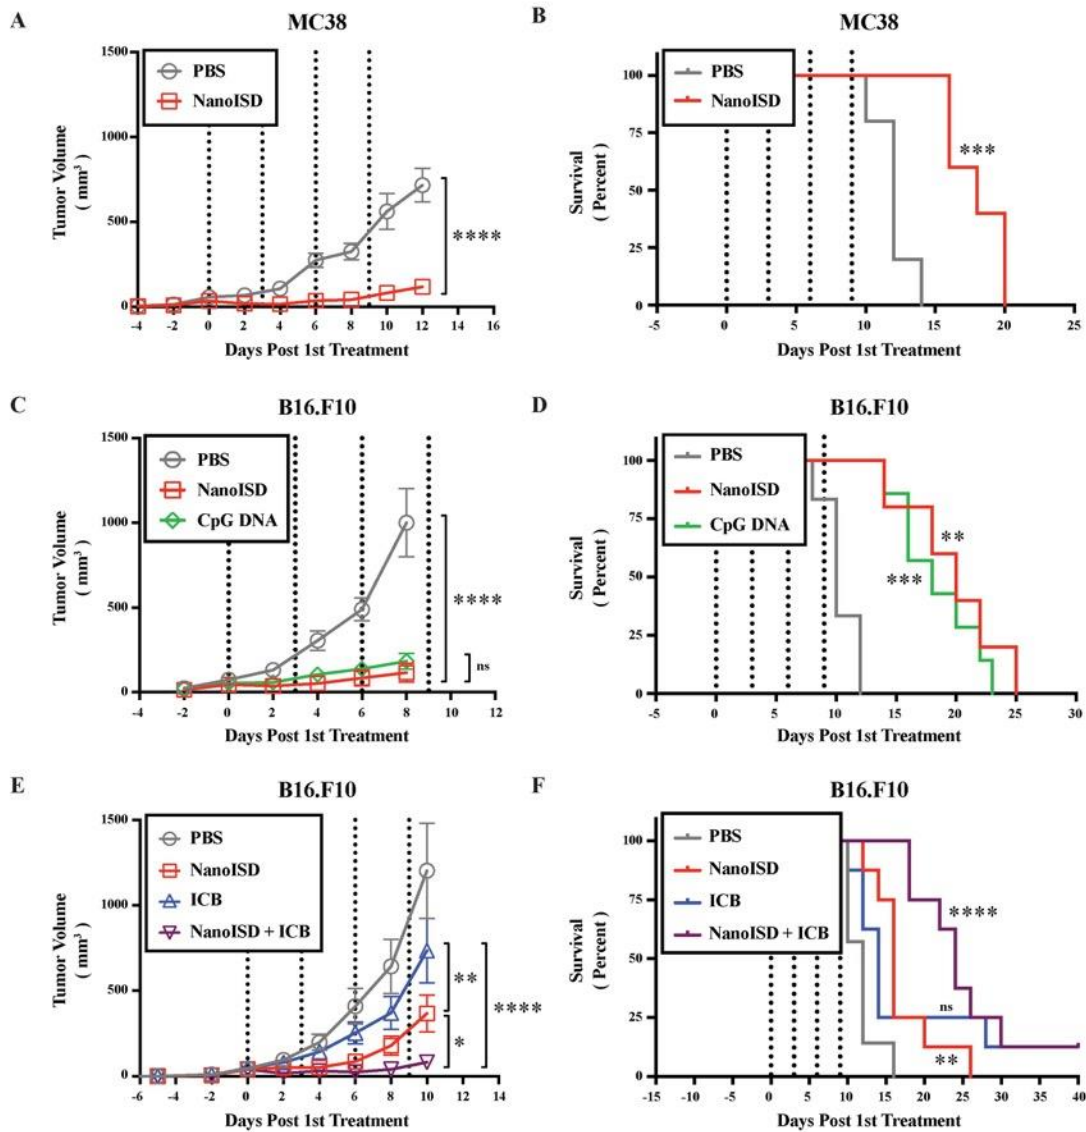 A
MC38
1500
1000
500
0
Tumor Volume
( mm³ )
PBS
NanoISD
****
-4 -2 0 2 4 6 8 10 12 14 16
Days Post 1st Treatment
B
MC38
100
75
50
25
0
Survival
( Percent )
PBS
NanoISD
***
-5 0 5 10 15 20 25
Days Post 1st Treatment
C
B16.F10
1500
1000
500
0
Tumor Volume
( mm³ )
PBS
NanoISD
CpG DNA
****
ns
-4 -2 0 2 4 6 8 10 12
Days Post 1st Treatment
D
B16.F10
100
75
50
25
0
Survival
( Percent )
PBS
NanoISD
CpG DNA
**
***
-5 0 5 10 15 20 25 30
Days Post 1st Treatment
E
B16.F10
1500
1000
500
0
Tumor Volume
( mm³ )
PBS
NanoISD
ICB
NanoISD + ICB
**
****
*
-6 -4 -2 0 2 4 6 8 10 12 14
Days Post 1st Treatment
F
B16.F10
100
75
50
25
0
Survival
( Percent )
PBS
NanoISD
ICB
NanoISD + ICB
****
ns
**
-15 -10 -5 0 5 10 15 20 25 30 35 40
Days Post 1st Treatment